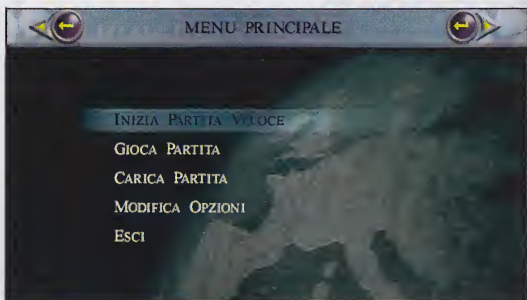 MENU PRINCIPALE
INIZIA PARTITA VELOCE
GIOCA PARTITA
CARICA PARTITA
MODIFICA OPZIONI
ESCI